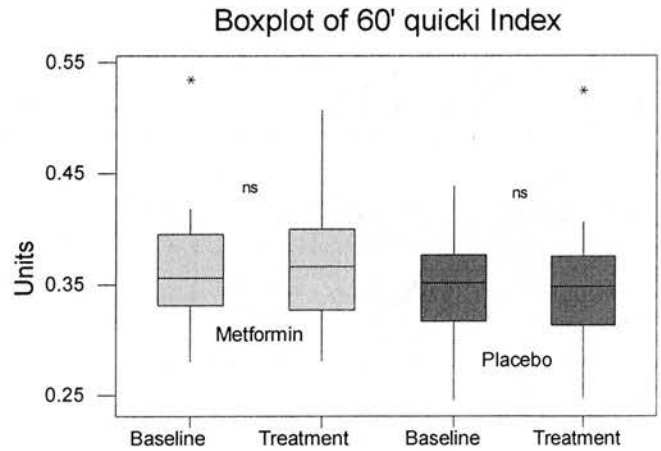 Boxplot of 60' quicki Index
0.55
0.45
0.35
0.25
Units
*
ns
Metformin
*
ns
Placebo
Baseline Treatment Baseline Treatment